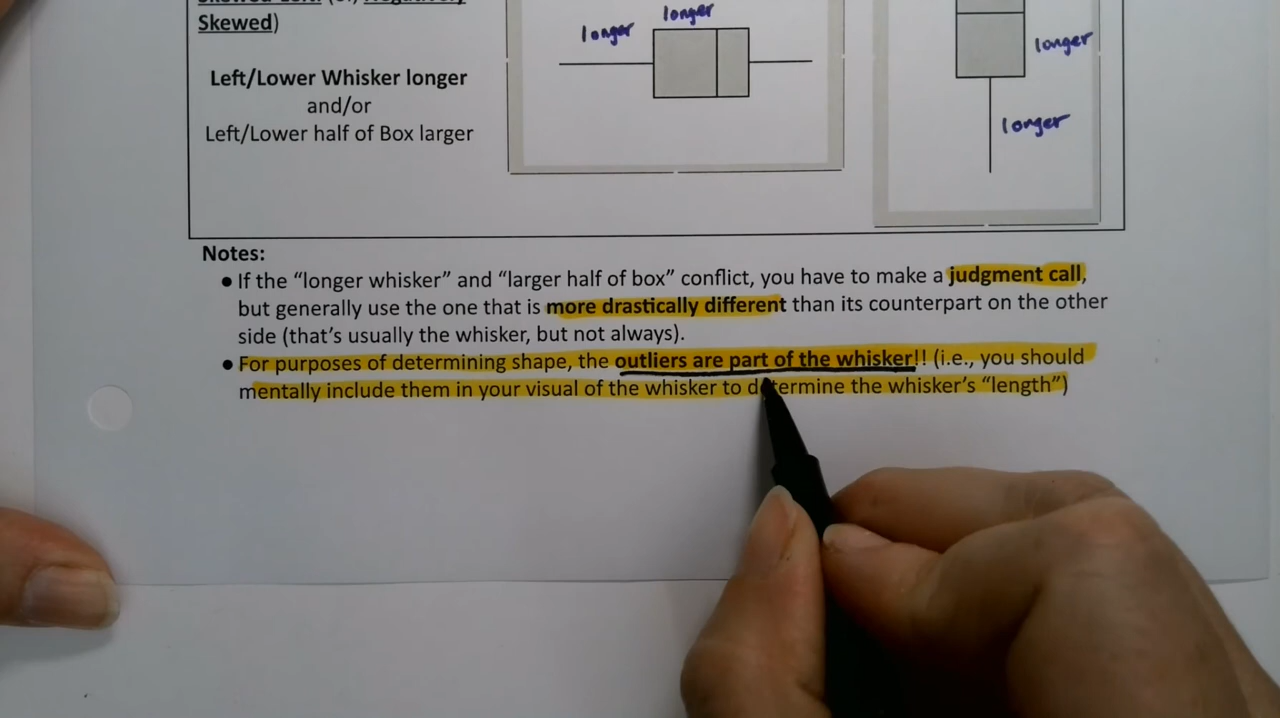 Skewed)
longer
longer
longer
Left/Lower Whisker longer
and/or
longer
Left/Lower half of Box larger
Notes:
● If the “longer whisker” and “larger half of box” conflict, you have to make a judgment call,
but generally use the one that is more drastically different than its counterpart on the other
side (that’s usually the whisker, but not always).
● For purposes of determining shape, the outliers are part of the whisker!! (i.e., you should
mentally include them in your visual of the whisker to determine the whisker’s “length”)